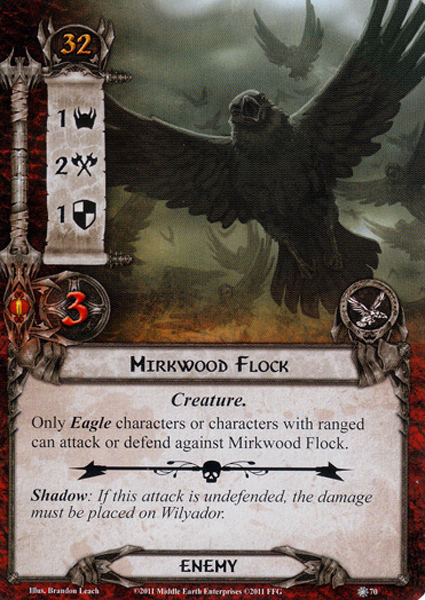 32
1
2
1
3
Mirkwood Flock
Creature.
Only Eagle characters or characters with ranged
can attack or defend against Mirkwood Flock.
Shadow: If this attack is undefended, the damage
must be placed on Wilyador.
ENEMY
Illus. Brandon Leach ©2011 Middle Earth Enterprises ©2011 FFG 70